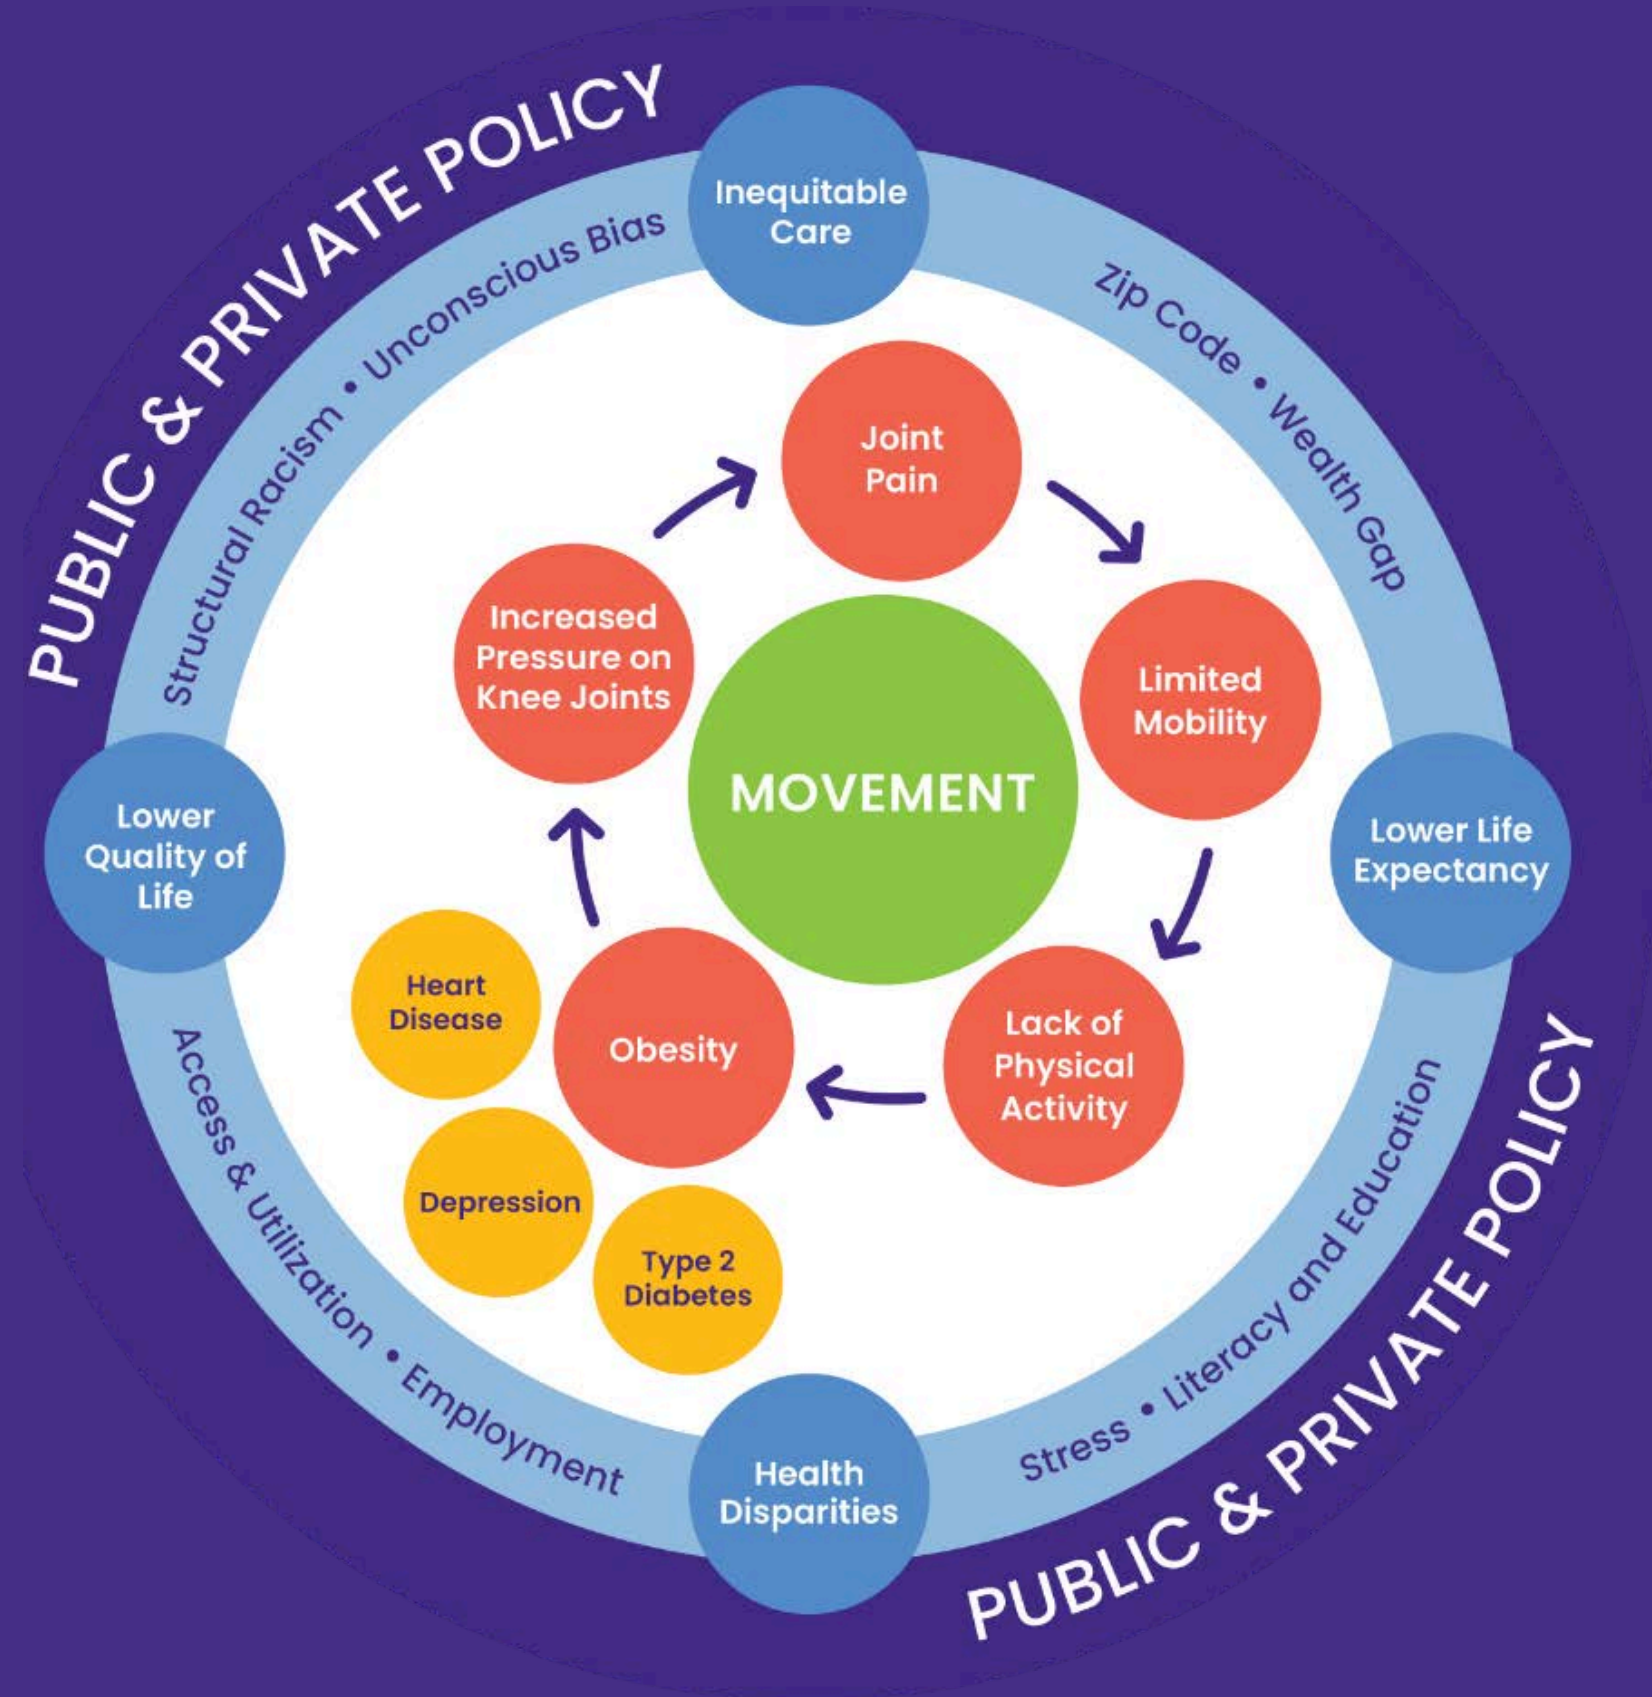 PUBLIC & PRIVATE POLICY
Structural Racism • Unconscious Bias
Inequitable
Care
Zip Code • Wealth Gap
Joint
Pain
Increased
Pressure on
Knee Joints
Limited
Mobility
MOVEMENT
Lower
Quality of
Life
Lower Life
Expectancy
Heart
Disease
Obesity
Lack of
Physical
Activity
Depression
Type 2
Diabetes
Access & Utilization • Employment
Health
Disparities
Stress • Literacy and Education
PUBLIC & PRIVATE POLICY